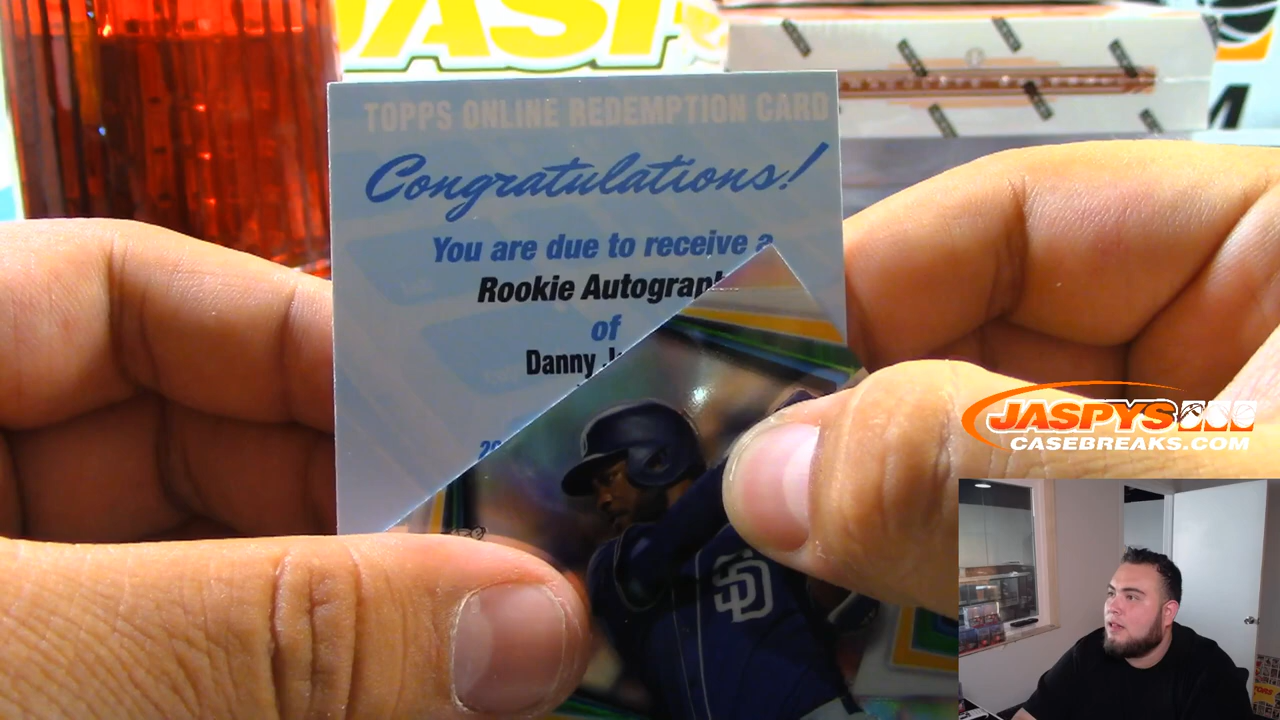 TOPPS ONLINE REDEMPTION CARD
Congratulations!
You are due to receive a
Rookie Autograph
of
Danny
JASPYS
CASEBREAKS.COM
SD